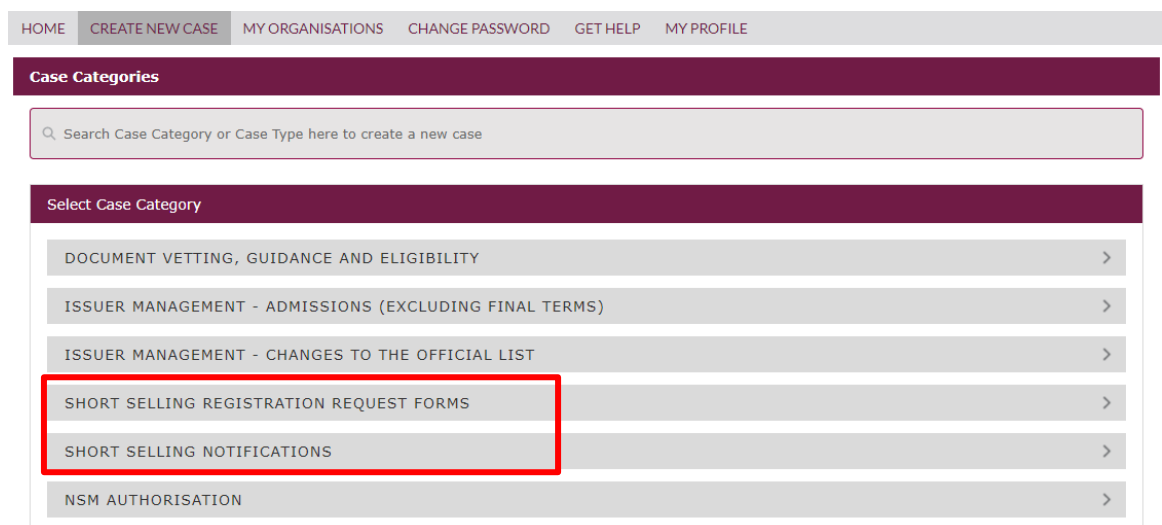 HOME CREATE NEW CASE MY ORGANISATIONS CHANGE PASSWORD GET HELP MY PROFILE
Case Categories
Search Case Category or Case Type here to create a new case
Select Case Category
DOCUMENT VETTING, GUIDANCE AND ELIGIBILITY
ISSUER MANAGEMENT - ADMISSIONS (EXCLUDING FINAL TERMS)
ISSUER MANAGEMENT - CHANGES TO THE OFFICIAL LIST
SHORT SELLING REGISTRATION REQUEST FORMS
SHORT SELLING NOTIFICATIONS
NSM AUTHORISATION